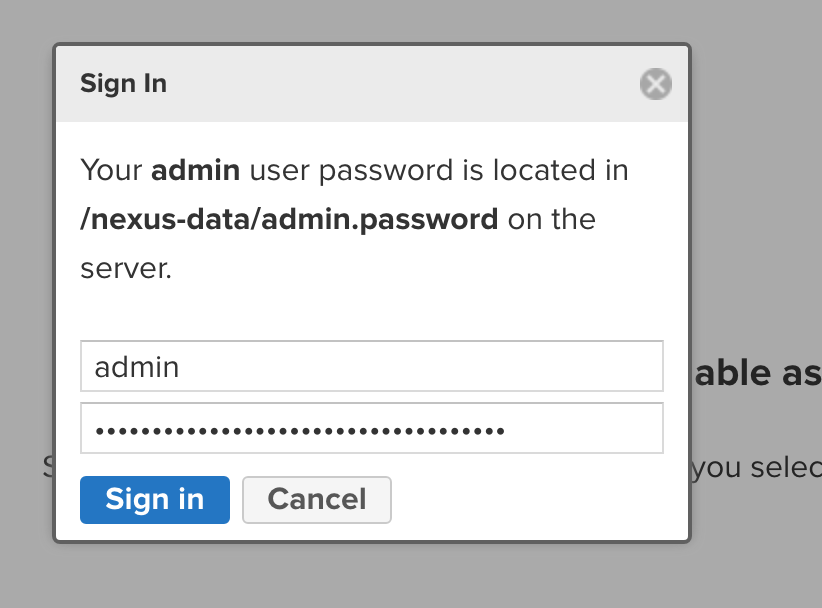 Sign In
Your admin user password is located in
/nexus-data/admin.password on the
server.
admin
••••••••••••••••••••••••••••••••••••
able as
S
you selec
Sign in
Cancel